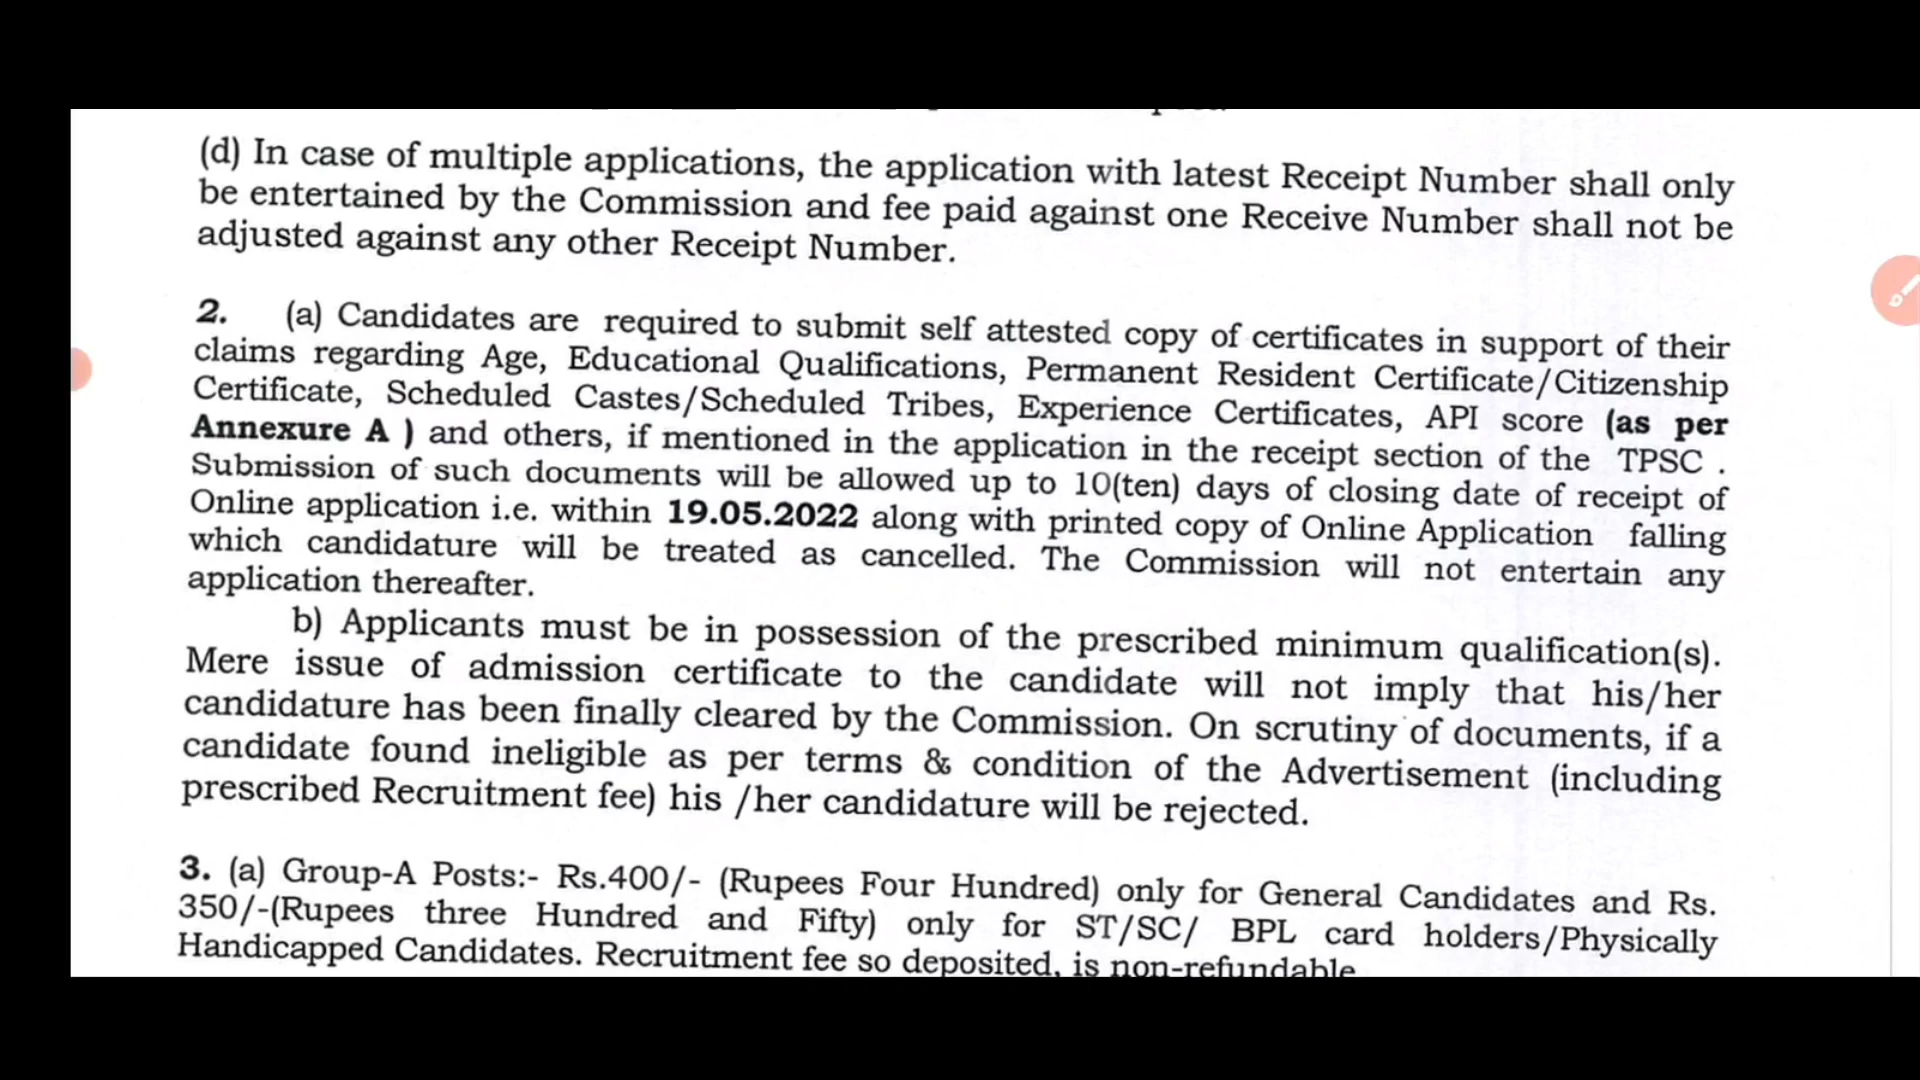 (d) In case of multiple applications, the application with latest Receipt Number shall only
be entertained by the Commission and fee paid against one Receive Number shall not be
adjusted against any other Receipt Number.
2. (a) Candidates are required to submit self attested copy of certificates in support of their
claims regarding Age, Educational Qualifications, Permanent Resident Certificate/Citizenship
Certificate, Scheduled Castes/Scheduled Tribes, Experience Certificates, API score (as per
Annexure A ) and others, if mentioned in the application in the receipt section of the TPSC .
Submission of such documents will be allowed up to 10(ten) days of closing date of receipt of
Online application i.e. within 19.05.2022 along with printed copy of Online Application falling
which candidature will be treated as cancelled. The Commission will not entertain any
application thereafter.
b) Applicants must be in possession of the prescribed minimum qualification(s).
Mere issue of admission certificate to the candidate will not imply that his/her
candidature has been finally cleared by the Commission. On scrutiny of documents, if a
candidate found ineligible as per terms & condition of the Advertisement (including
prescribed Recruitment fee) his /her candidature will be rejected.
3. (a) Group-A Posts:- Rs.400/- (Rupees Four Hundred) only for General Candidates and Rs.
350/-(Rupees three Hundred and Fifty) only for ST/SC/ BPL card holders/Physically
Handicapped Candidates. Recruitment fee so deposited, is non-refundable